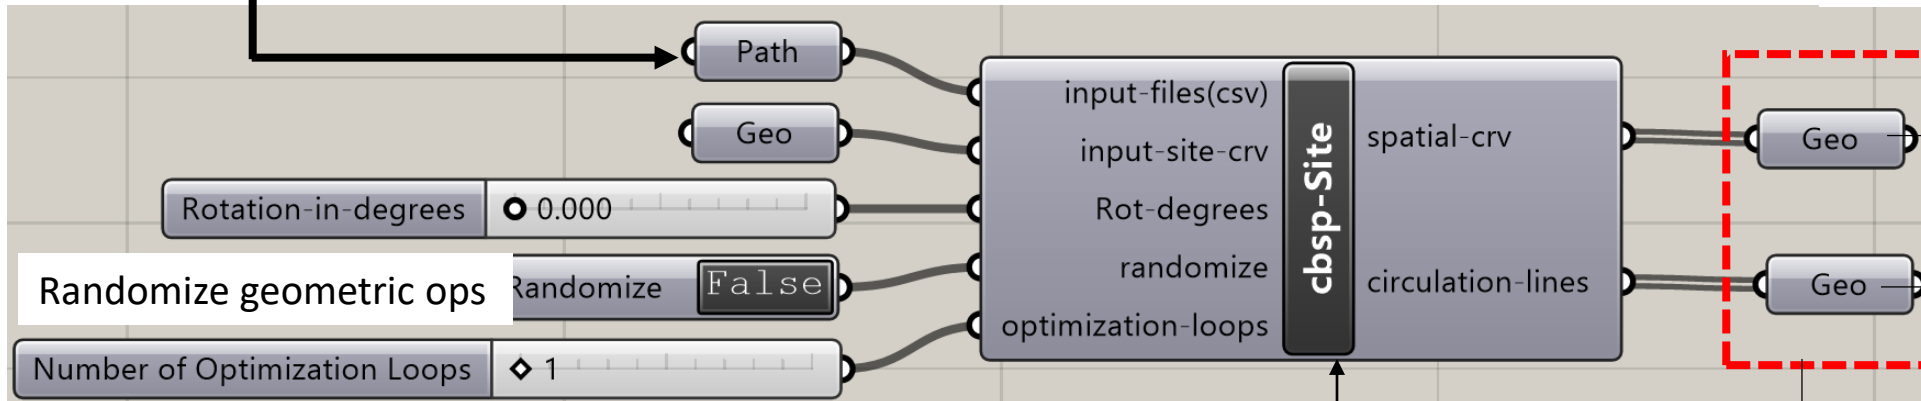 Path
input-files(csv)
Geo
input-site-crv
Rotation-in-degrees 0.000
Rot-degrees
Randomize geometric ops
Randomize False
randomize
optimization-loops
Number of Optimization Loops 1
cbsp-Site
spatial-crv
Geo
circulation-lines
Geo